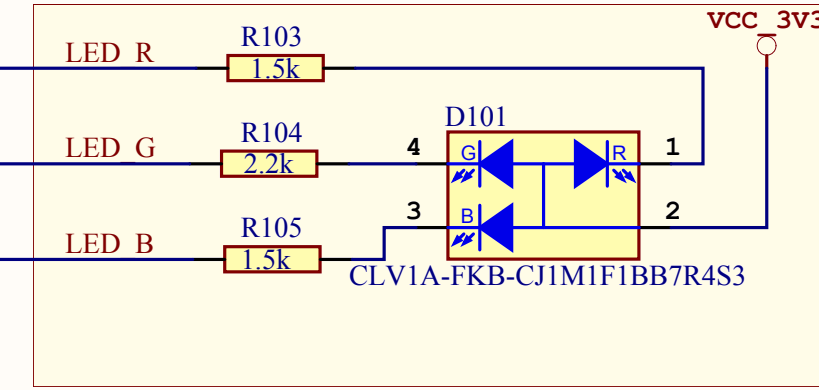 VCC_3V3
R103
LED_R
1.5k
D101
R104
LED_G
2.2k
4
G
R
1
R105
LED_B
1.5k
3
B
2
CLV1A-FKB-CJ1M1F1BB7R4S3